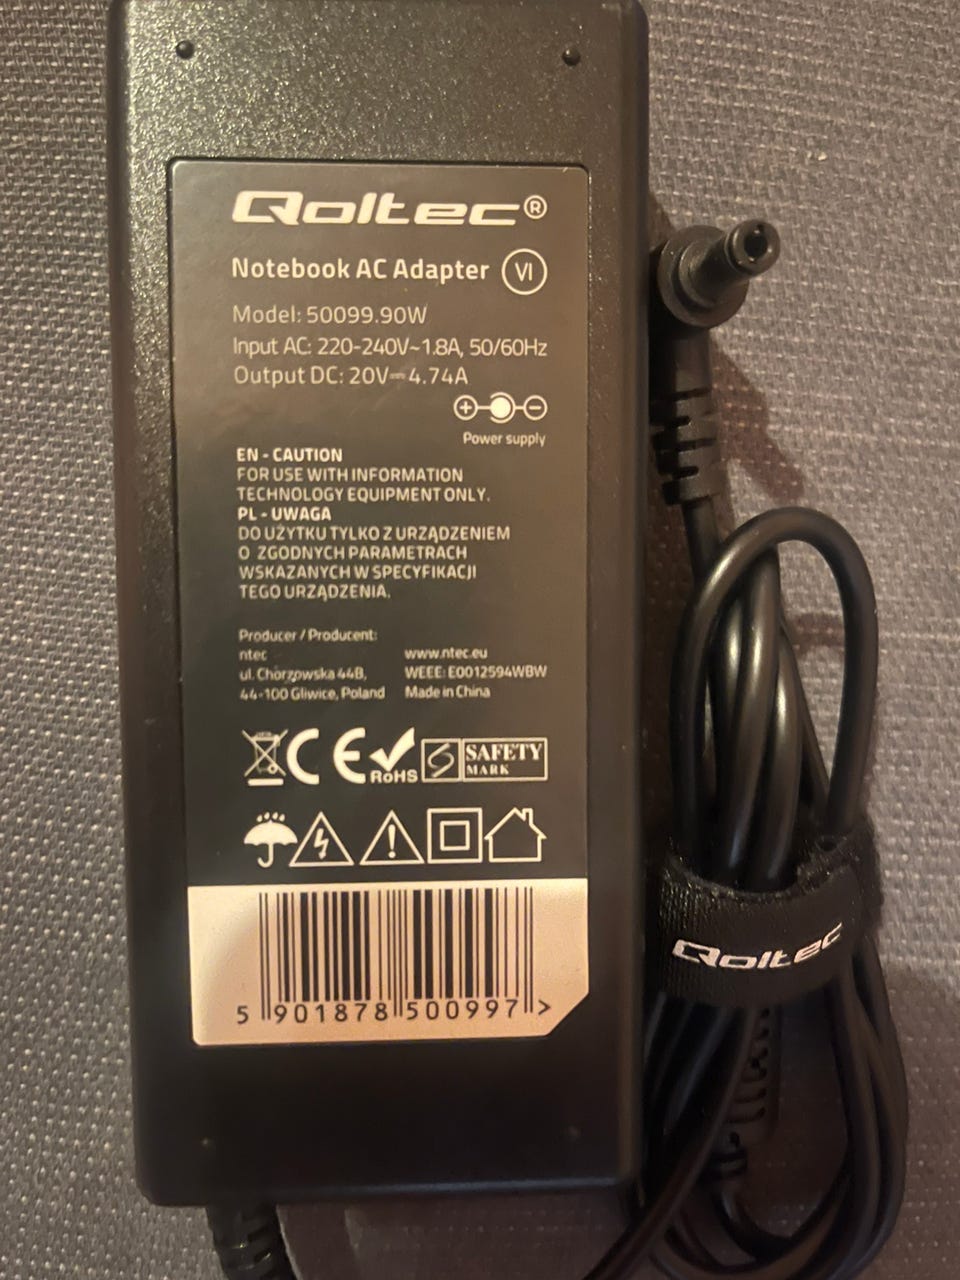 Qoltec®
Notebook AC Adapter VI
Model: 50099.90W
Input AC: 220-240V~1.8A, 50/60Hz
Output DC: 20V⎓4.74A
Power supply
EN - CAUTION
FOR USE WITH INFORMATION
TECHNOLOGY EQUIPMENT ONLY.
PL - UWAGA
DO UŻYTKU TYLKO Z URZĄDZENIEM
O ZGODNYCH PARAMETRACH
WSKAZANYCH W SPECYFIKACJI
TEGO URZĄDZENIA.
Producer / Producent:
ntec
ul. Chorzowska 44B,
44-100 Gliwice, Poland
www.ntec.eu
WEEE: E0012594WBW
Made in China
CE RoHS SAFETY
MARK
5 901878 500997 >
Qoltec